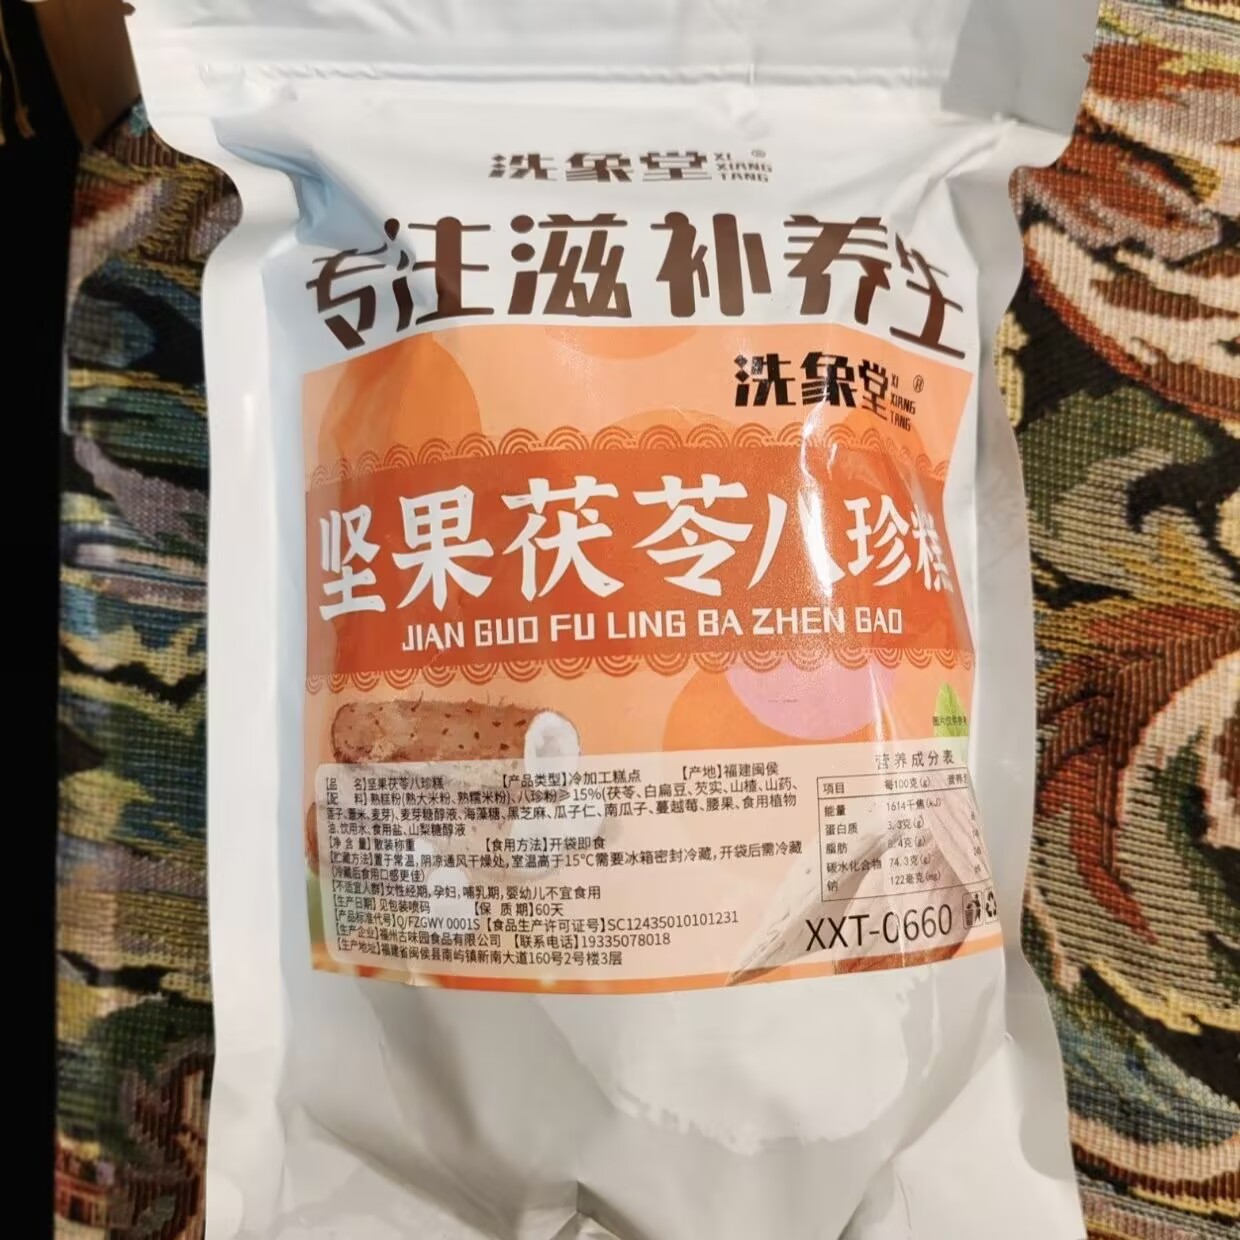 洗象堂 XI XIANG TANG ®
专注滋补养生
洗象堂 XI XIANG TANG ®
坚果茯苓八珍糕
JIAN GUO FU LING BA ZHEN GAO
【品 名】坚果茯苓八珍糕 【产品类型】冷加工糕点 【产地】福建闽侯
【配 料】熟糕粉(熟大米粉、熟糯米粉)、八珍粉≥15%(茯苓、白扁豆、芡实、山楂、山药、
莲子、薏米、麦芽)、麦芽糖醇液、海藻糖、黑芝麻、瓜子仁、南瓜子、蔓越莓、腰果、食用植物
油、饮用水、食用盐、山梨糖醇液
【净含量】散装称重 【食用方法】开袋即食
【贮藏方法】置于常温,阴凉通风干燥处,室温高于15℃需要冰箱密封冷藏,开袋后需冷藏
(冷藏后食用口感更佳)
【不适宜人群】女性经期,孕妇,哺乳期,婴幼儿不宜食用
【生产日期】见包装喷码 【保 质 期】60天
【产品标准代号】Q/FZGWY 0001S 【食品生产许可证号】SC12435010101231
【生产企业】福州古味园食品有限公司 【联系电话】19335078018
【生产地址】福建省闽侯县南屿镇新南大道160号2号楼3层
营养成分表
项目 每100克(g)
能量 1614千焦(kJ)
蛋白质 3.3克(g)
脂肪 8.4克(g)
碳水化合物 74.3克(g)
钠 122毫克(mg)
XXT-0660